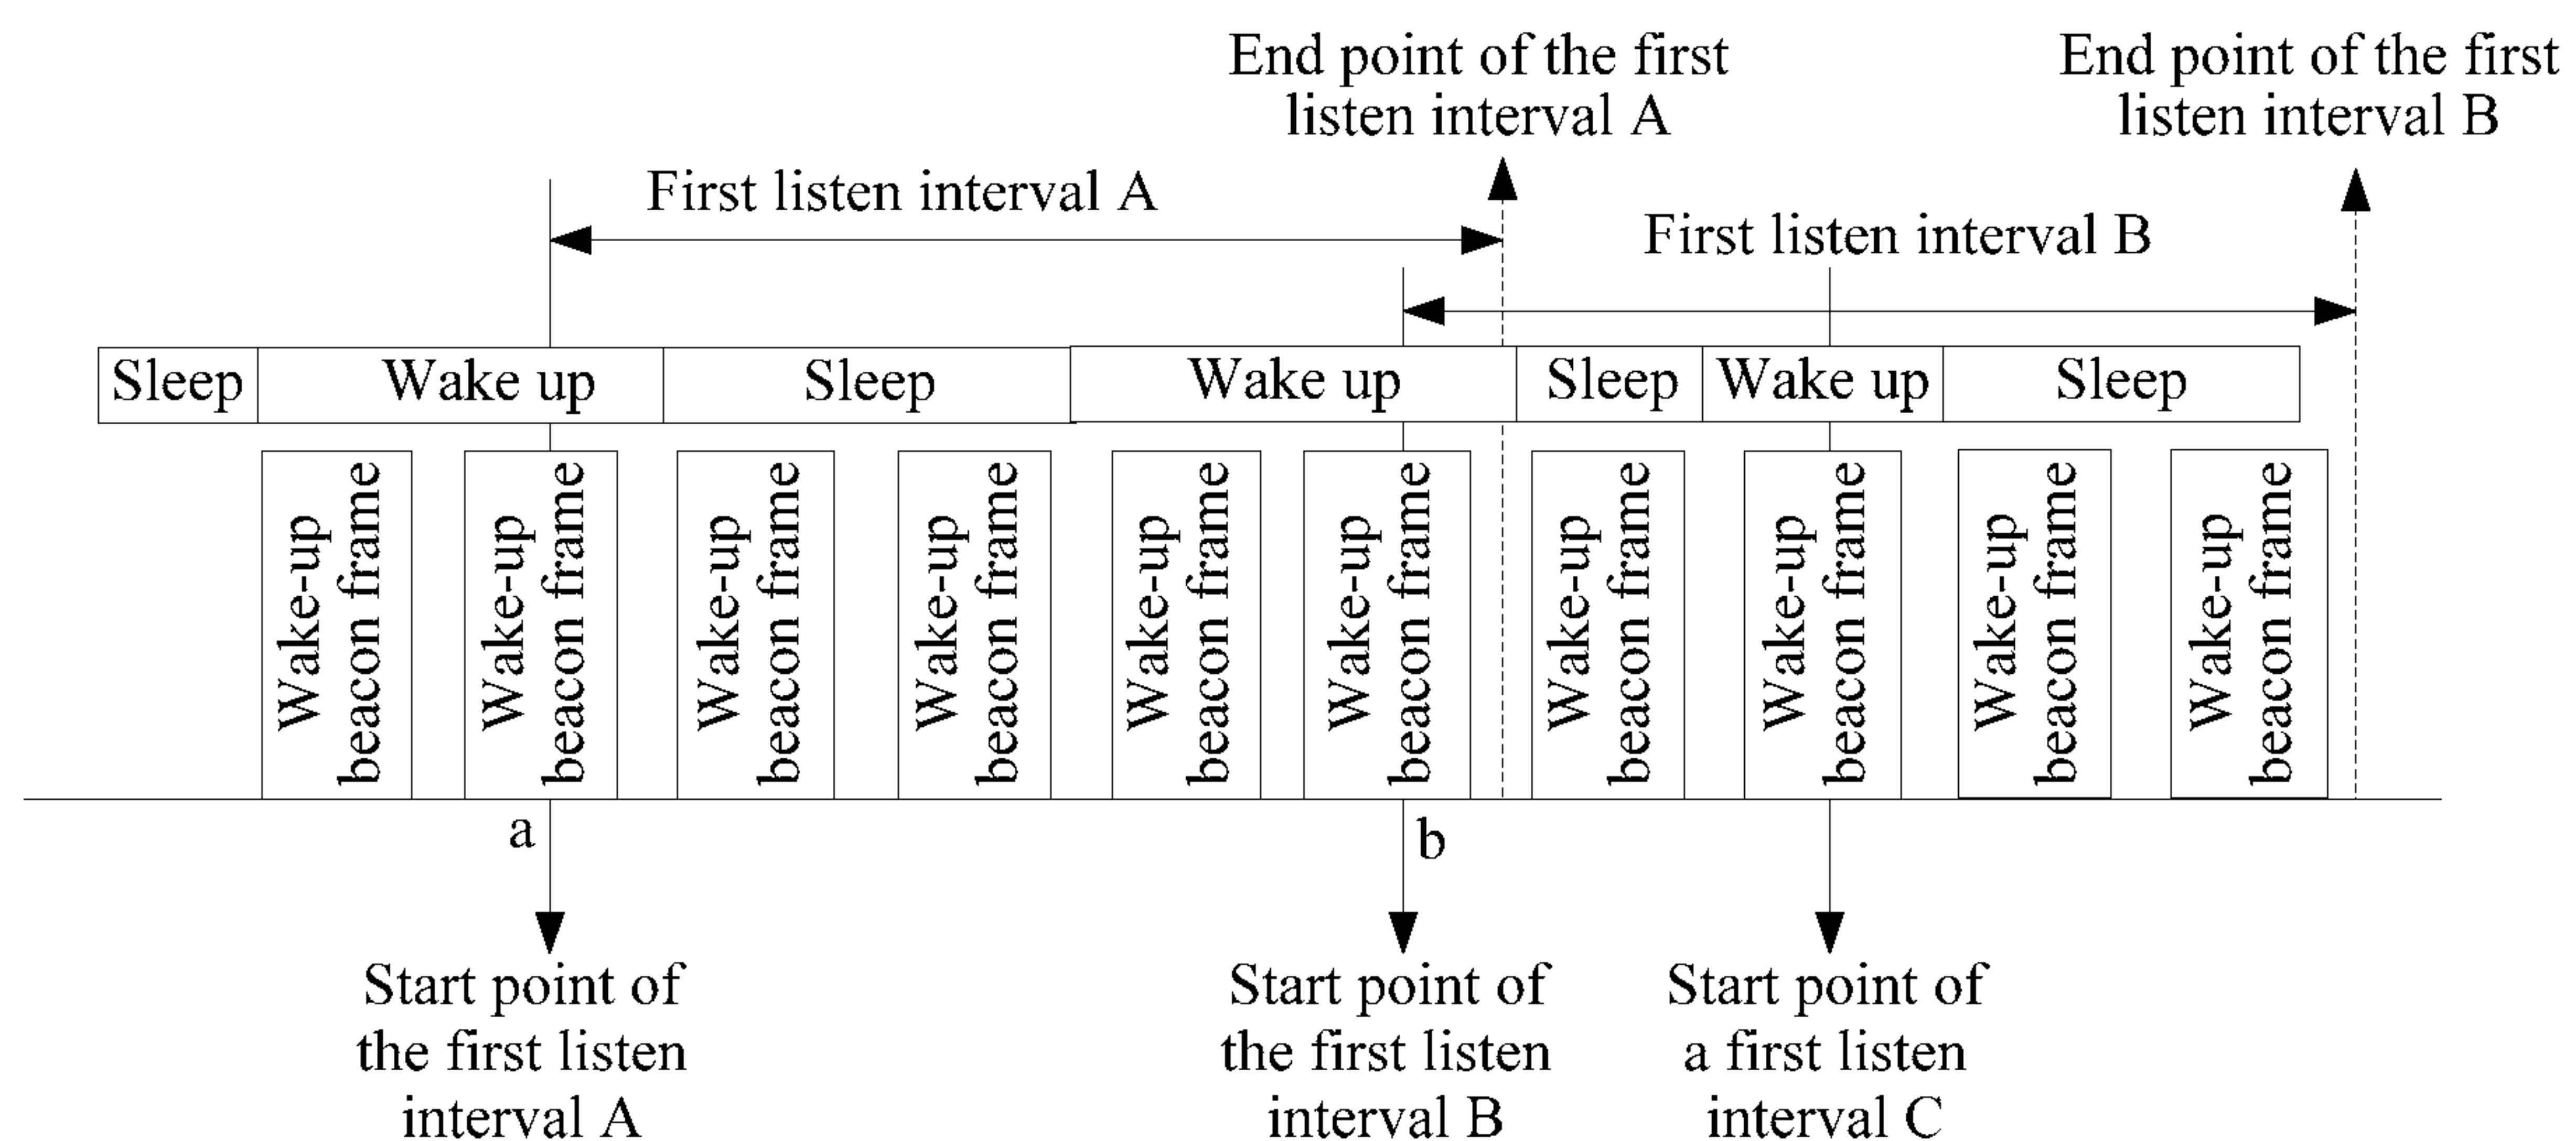 End point of the first
listen interval A
End point of the first
listen interval B
First listen interval A
First listen interval B
Sleep
Wake up
Sleep
Wake up
Sleep
Wake up
Sleep
Wake-up
beacon frame
Wake-up
beacon frame
Wake-up
beacon frame
Wake-up
beacon frame
Wake-up
beacon frame
Wake-up
beacon frame
Wake-up
beacon frame
Wake-up
beacon frame
Wake-up
beacon frame
Wake-up
beacon frame
a
b
Start point of
the first listen
interval A
Start point of
the first listen
interval B
Start point of
a first listen
interval C